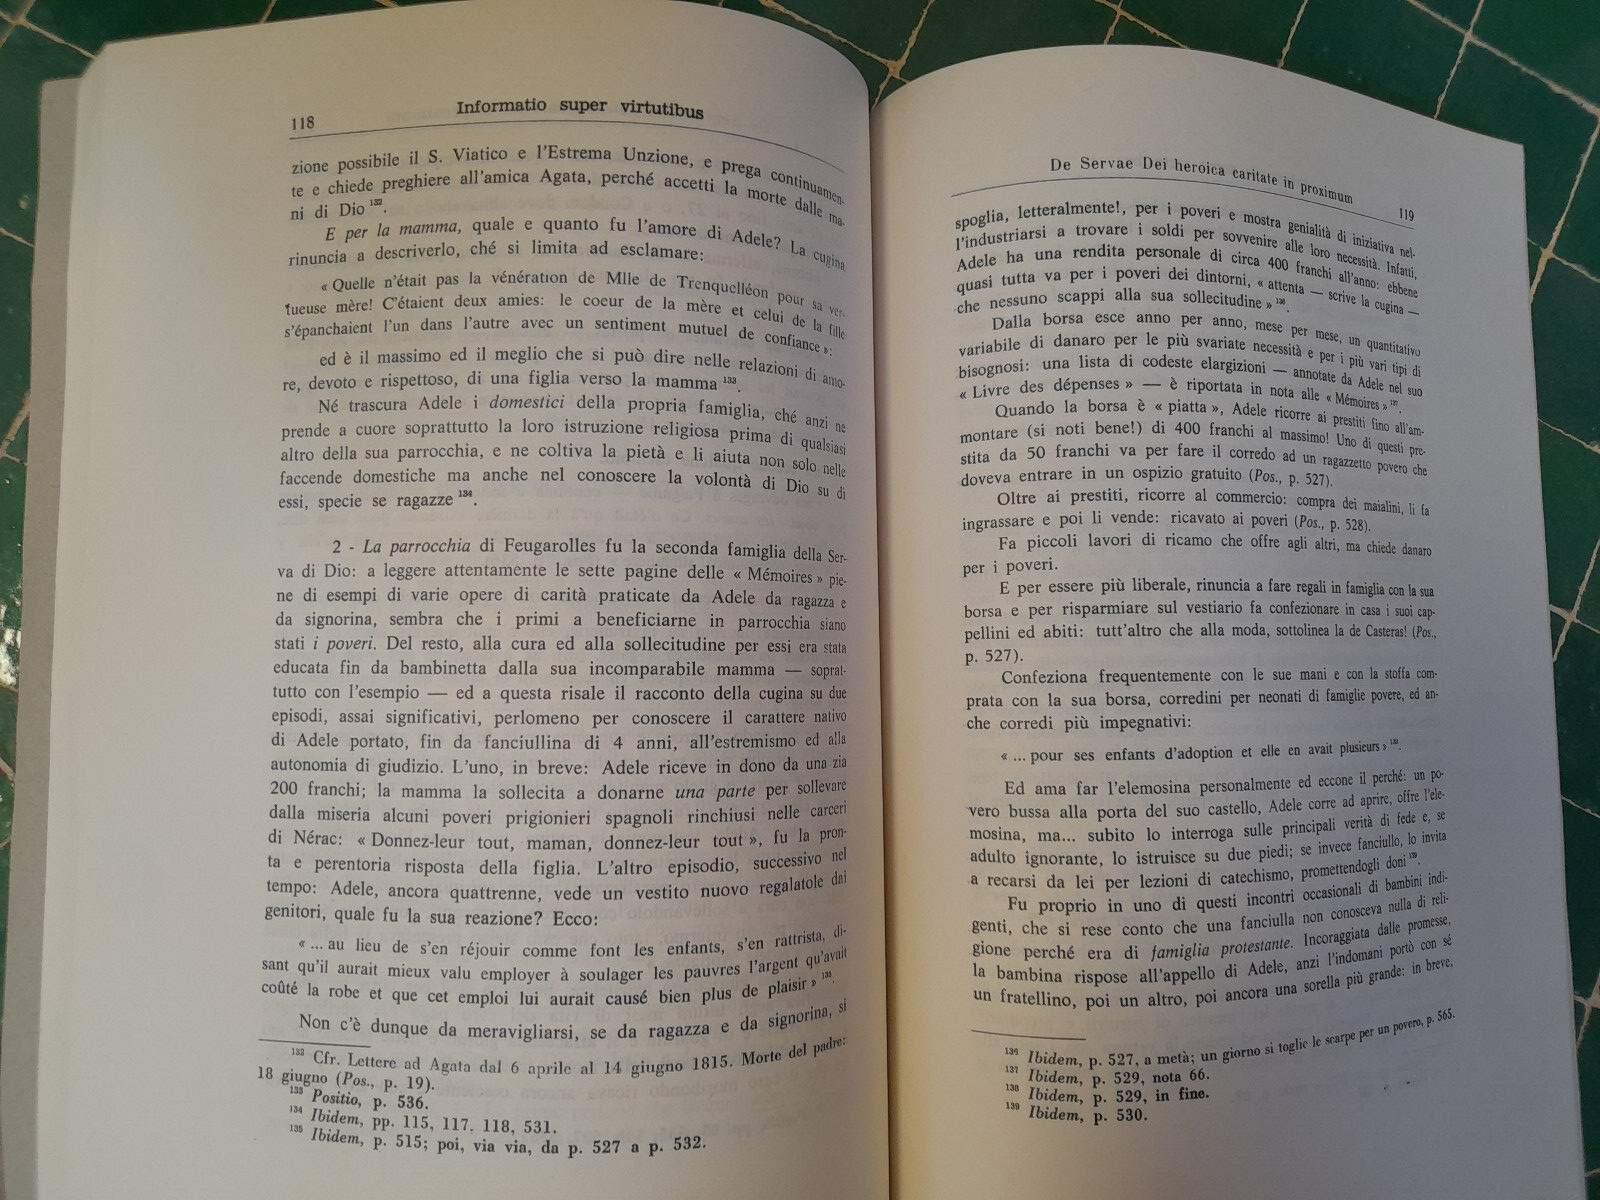 118
Informatio super virtutibus
zione possibile il S. Viatico e l'Estrema Unzione, e prega continuamen-
te e chiede preghiere all'amica Agata, perché accetti la morte dalle ma-
ni di Dio ¹³².
E per la mamma, quale e quanto fu l'amore di Adele? La cugina
rinuncia a descriverlo, ché si limita ad esclamare:
« Quelle n'était pas la vénération de Mlle de Trenquelléon pour sa ver-
tueuse mère! C'étaient deux amies: le coeur de la mère et celui de la fille
s'épanchaient l'un dans l'autre avec un sentiment mutuel de confiance »:
ed è il massimo ed il meglio che si può dire nelle relazioni di amo-
re, devoto e rispettoso, di una figlia verso la mamma ¹³³.
Né trascura Adele i domestici della propria famiglia, ché anzi ne
prende a cuore soprattutto la loro istruzione religiosa prima di qualsiasi
altro della sua parrocchia, e ne coltiva la pietà e li aiuta non solo nelle
faccende domestiche ma anche nel conoscere la volontà di Dio su di
essi, specie se ragazze ¹³⁴.
2 - La parrocchia di Feugarolles fu la seconda famiglia della Ser-
va di Dio: a leggere attentamente le sette pagine delle « Mémoires » pie-
ne di esempi di varie opere di carità praticate da Adele da ragazza e
da signorina, sembra che i primi a beneficiarne in parrocchia siano
stati i poveri. Del resto, alla cura ed alla sollecitudine per essi era stata
educata fin da bambinetta dalla sua incomparabile mamma — soprat-
tutto con l'esempio — ed a questa risale il racconto della cugina su due
episodi, assai significativi, perlomeno per conoscere il carattere nativo
di Adele portato, fin da fanciullina di 4 anni, all'estremismo ed alla
autonomia di giudizio. L'uno, in breve: Adele riceve in dono da una zia
200 franchi; la mamma la sollecita a donarne una parte per sollevare
dalla miseria alcuni poveri prigionieri spagnoli rinchiusi nelle carceri
di Nérac: « Donnez-leur tout, maman, donnez-leur tout », fu la pron-
ta e perentoria risposta della figlia. L'altro episodio, successivo nel
tempo: Adele, ancora quattrenne, vede un vestito nuovo regalatole dai
genitori, quale fu la sua reazione? Ecco:
« ... au lieu de s'en réjouir comme font les enfants, s'en rattrista, di-
sant qu'il aurait mieux valu employer à soulager les pauvres l'argent qu'avait
coûté la robe et que cet emploi lui aurait causé bien plus de plaisir » ¹³⁵.
Non c'è dunque da meravigliarsi, se da ragazza e da signorina, si
¹³² Cfr. Lettere ad Agata dal 6 aprile al 14 giugno 1815. Morte del padre:
18 giugno (Pos., p. 19).
¹³³ Positio, p. 536.
¹³⁴ Ibidem, pp. 115, 117. 118, 531.
¹³⁵ Ibidem, p. 515; poi, via via, da p. 527 a p. 532.
De Servae Dei heroica caritate in proximum
119
spoglia, letteralmente!, per i poveri e mostra genialità di iniziativa nel-
l'industriarsi a trovare i soldi per sovvenire alle loro necessità. Infatti,
Adele ha una rendita personale di circa 400 franchi all'anno: ebbene
quasi tutta va per i poveri dei dintorni, « attenta — scrive la cugina —
che nessuno scappi alla sua sollecitudine » ¹³⁶.
Dalla borsa esce anno per anno, mese per mese, un quantitativo
variabile di danaro per le più svariate necessità e per i più vari tipi di
bisognosi: una lista di codeste elargizioni — annotate da Adele nel suo
« Livre des dépenses » — è riportata in nota alle « Mémoires » ¹³⁷.
Quando la borsa è « piatta », Adele ricorre ai prestiti fino all'am-
montare (si noti bene!) di 400 franchi al massimo! Uno di questi pre-
stita da 50 franchi va per fare il corredo ad un ragazzetto povero che
doveva entrare in un ospizio gratuito (Pos., p. 527).
Oltre ai prestiti, ricorre al commercio: compra dei maialini, li fa
ingrassare e poi li vende: ricavato ai poveri (Pos., p. 528).
Fa piccoli lavori di ricamo che offre agli altri, ma chiede danaro
per i poveri.
E per essere più liberale, rinuncia a fare regali in famiglia con la sua
borsa e per risparmiare sul vestiario fa confezionare in casa i suoi cap-
pellini ed abiti: tutt'altro che alla moda, sottolinea la de Casteras! (Pos.,
p. 527).
Confeziona frequentemente con le sue mani e con la stoffa com-
prata con la sua borsa, corredini per neonati di famiglie povere, ed an-
che corredi più impegnativi:
« ... pour ses enfants d'adoption et elle en avait plusieurs » ¹³⁸.
Ed ama far l'elemosina personalmente ed eccone il perché: un po-
vero bussa alla porta del suo castello, Adele corre ad aprire, offre l'ele-
mosina, ma... subito lo interroga sulle principali verità di fede e, se
adulto ignorante, lo istruisce su due piedi; se invece fanciullo, lo invita
a recarsi da lei per lezioni di catechismo, promettendogli doni ¹³⁹.
Fu proprio in uno di questi incontri occasionali di bambini indi-
genti, che si rese conto che una fanciulla non conosceva nulla di reli-
gione perché era di famiglia protestante. Incoraggiata dalle promesse,
la bambina rispose all'appello di Adele, anzi l'indomani portò con sé
un fratellino, poi un altro, poi ancora una sorella più grande: in breve,
¹³⁶ Ibidem, p. 527, a metà; un giorno si toglie le scarpe per un povero, p. 565.
¹³⁷ Ibidem, p. 529, nota 66.
¹³⁸ Ibidem, p. 529, in fine.
¹³⁹ Ibidem, p. 530.